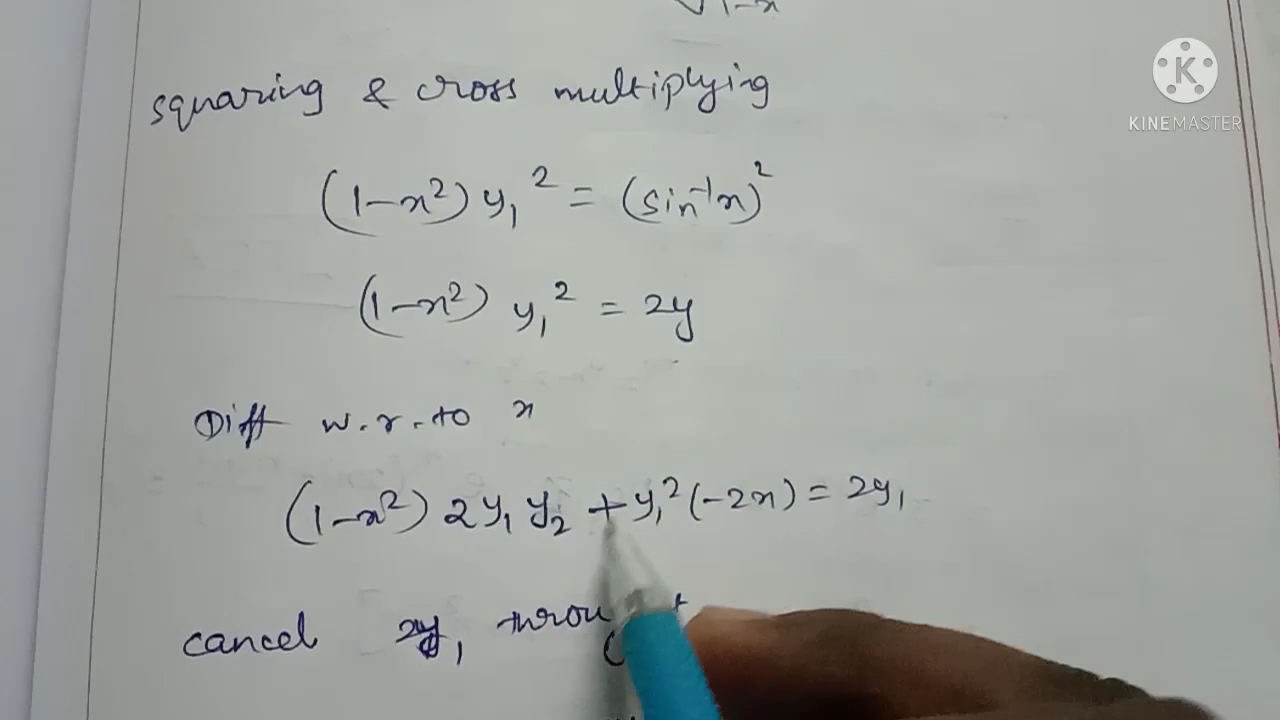 √1-x
squaring & cross multiplying
KINEMASTER
(1-x²) y₁² = (sin⁻¹x)²
(1-x²) y₁² = 2y
Diff w.r.to x
(1-x²) 2y₁ y₂ + y₁² (-2x) = 2y₁
cancel 2y₁